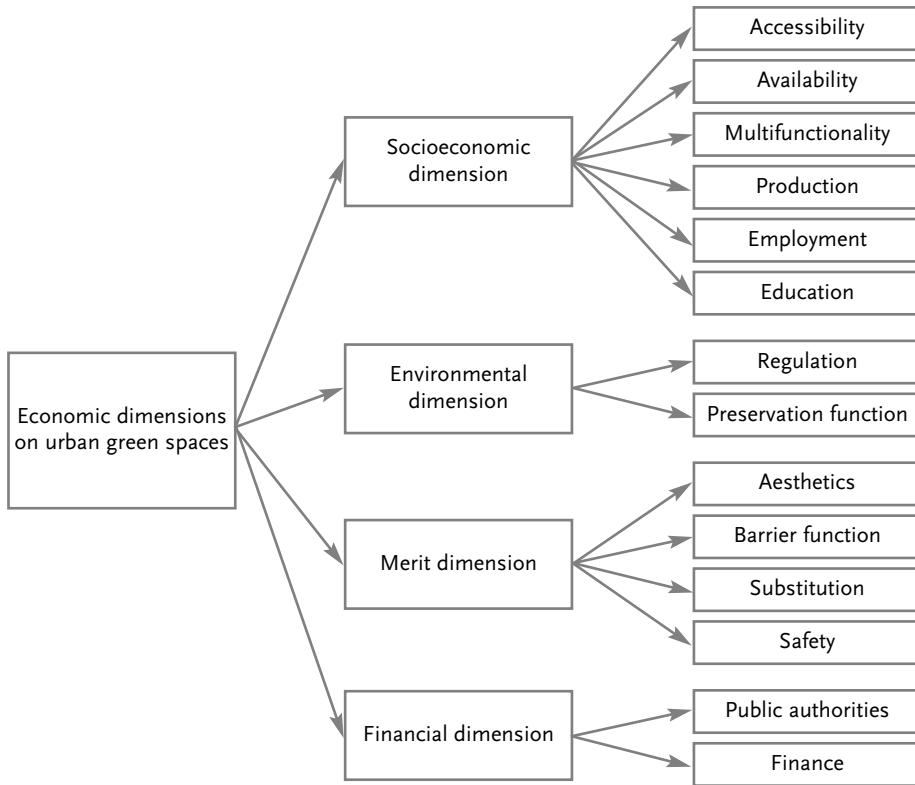 Economic dimensions
on urban green spaces
Socioeconomic
dimension
Accessibility
Availability
Multifunctionality
Production
Employment
Education
Environmental
dimension
Regulation
Preservation function
Merit dimension
Aesthetics
Barrier function
Substitution
Safety
Financial dimension
Public authorities
Finance